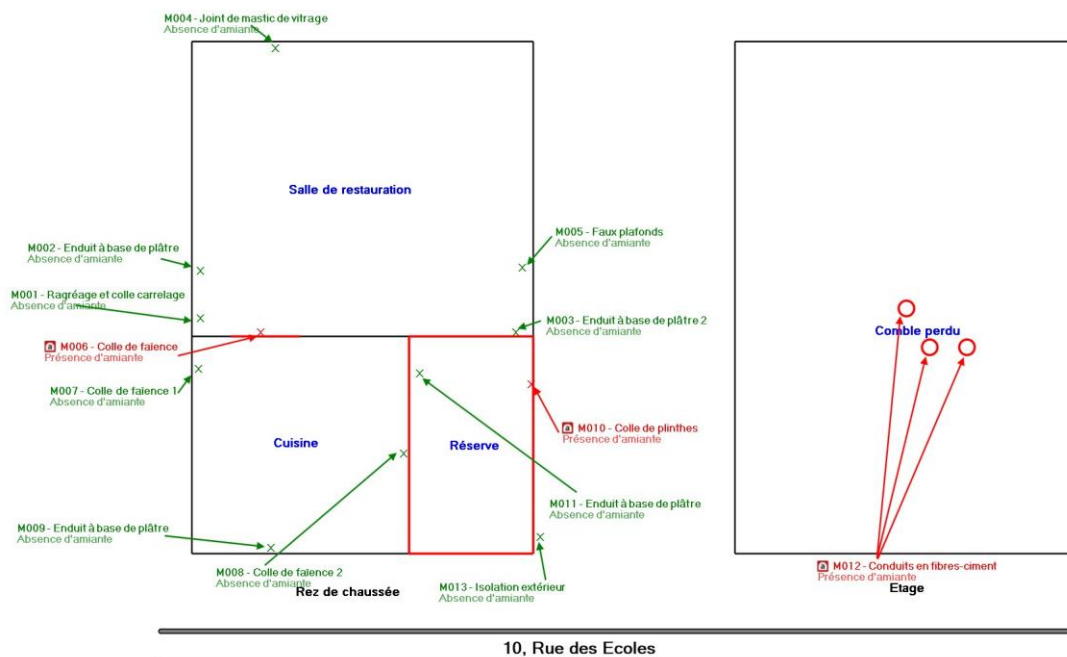 M004 - Joint de mastic de vitrage
Absence d'amiante
Salle de restauration
M002 - Enduit à base de plâtre
Absence d'amiante
M005 - Faux plafonds
Absence d'amiante
M001 - Ragréage et colle carrelage
Absence d'amiante
M003 - Enduit à base de plâtre 2
Absence d'amiante
a M006 - Colle de faïence
Présence d'amiante
M007 - Colle de faïence 1
Absence d'amiante
Comble perdu
Cuisine
Réserve
a M010 - Colle de plinthes
Présence d'amiante
M011 - Enduit à base de plâtre
Absence d'amiante
M009 - Enduit à base de plâtre
Absence d'amiante
M008 - Colle de faïence 2
Absence d'amiante
M013 - Isolation extérieur
Absence d'amiante
a M012 - Conduits en fibres-ciment
Présence d'amiante
Rez de chaussée
Etage
10, Rue des Ecoles